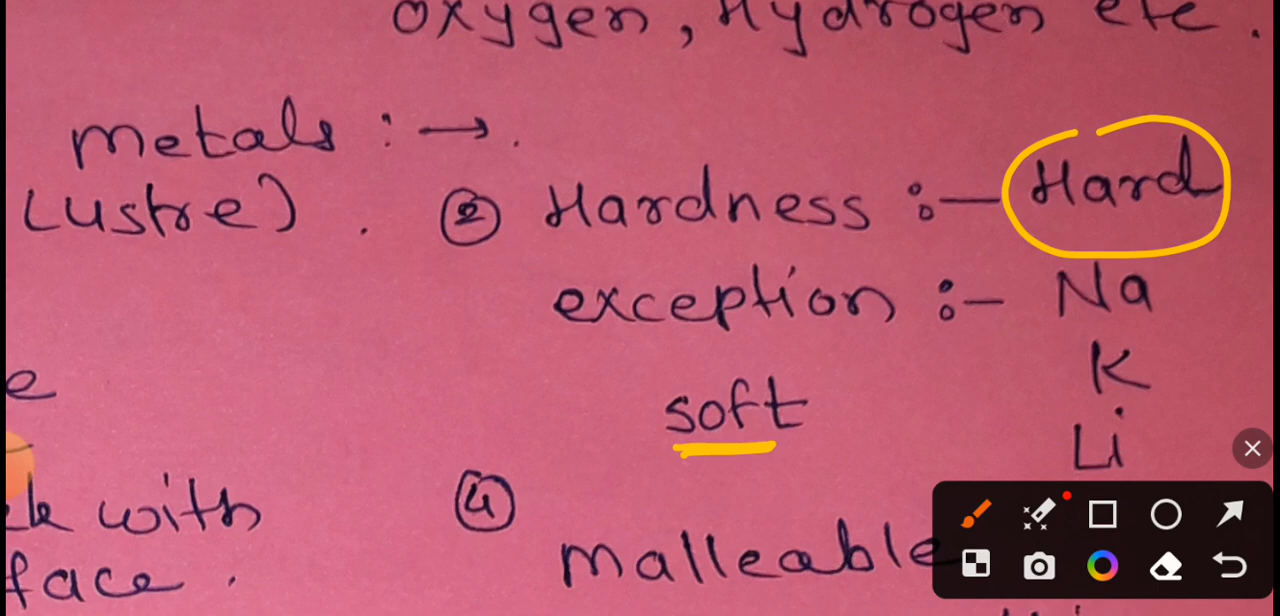 oxygen, Hydrogen etc.
metals :→ .
(Lustre) . ② Hardness :— Hard
exception :— Na
K
soft
Li
with ④
face . malleable